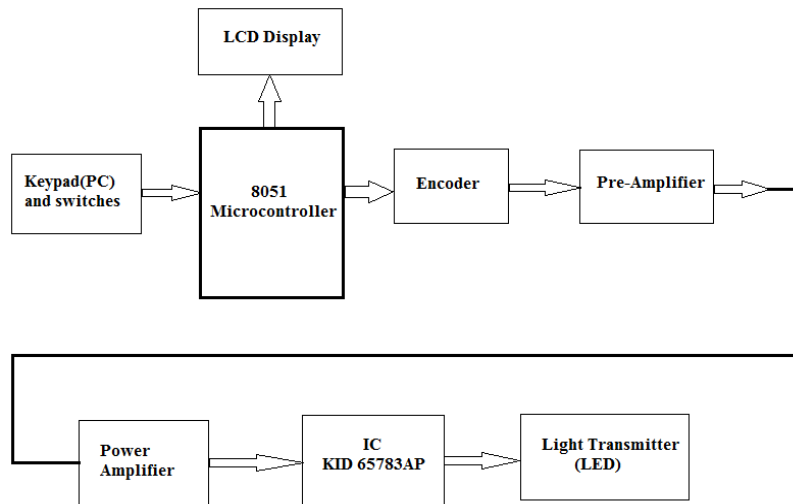 LCD Display
Keypad(PC)
and switches
8051
Microcontroller
Encoder
Pre-Amplifier
Power
Amplifier
IC
KID 65783AP
Light Transmitter
(LED)